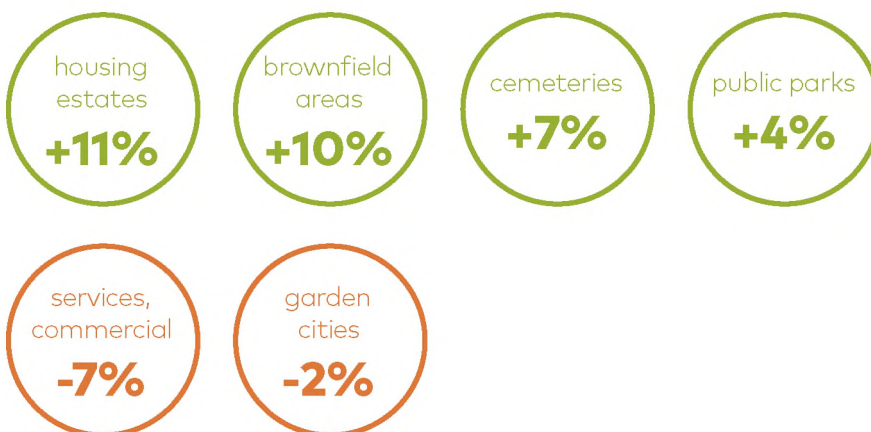 housing
estates
+11%
brownfield
areas
+10%
cemeteries
+7%
public parks
+4%
services,
commercial
-7%
garden
cities
-2%